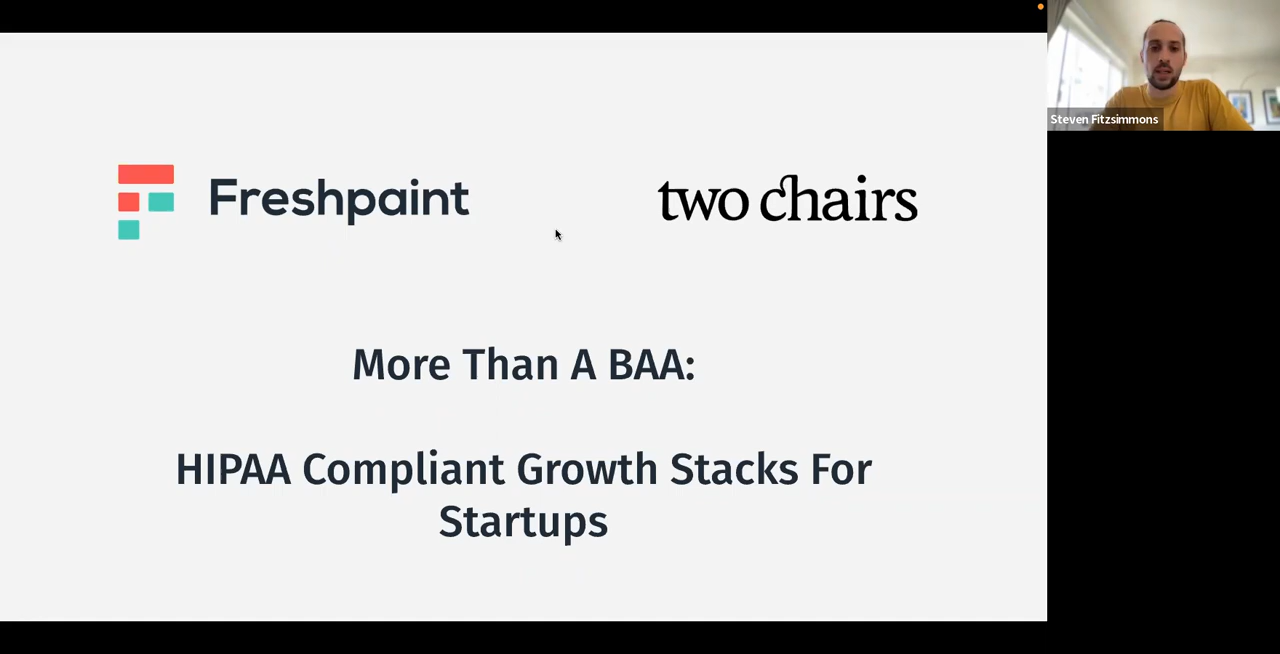 Freshpaint
two chairs
Steven Fitzsimmons
More Than A BAA:
HIPAA Compliant Growth Stacks For
Startups